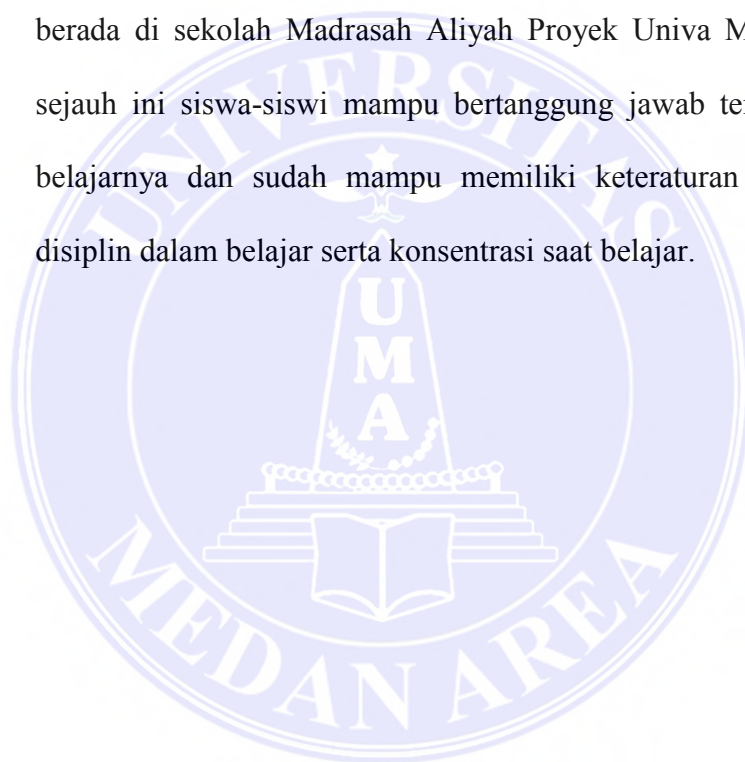 berada di sekolah Madrasah Aliyah Proyek Univa
sejauh ini siswa-siswi mampu bertanggung jawab
belajarnya dan sudah mampu memiliki keteraturan
disiplin dalam belajar serta konsentrasi saat belajar.
UNIVERSITAS
U
M
A
MEDAN AREA